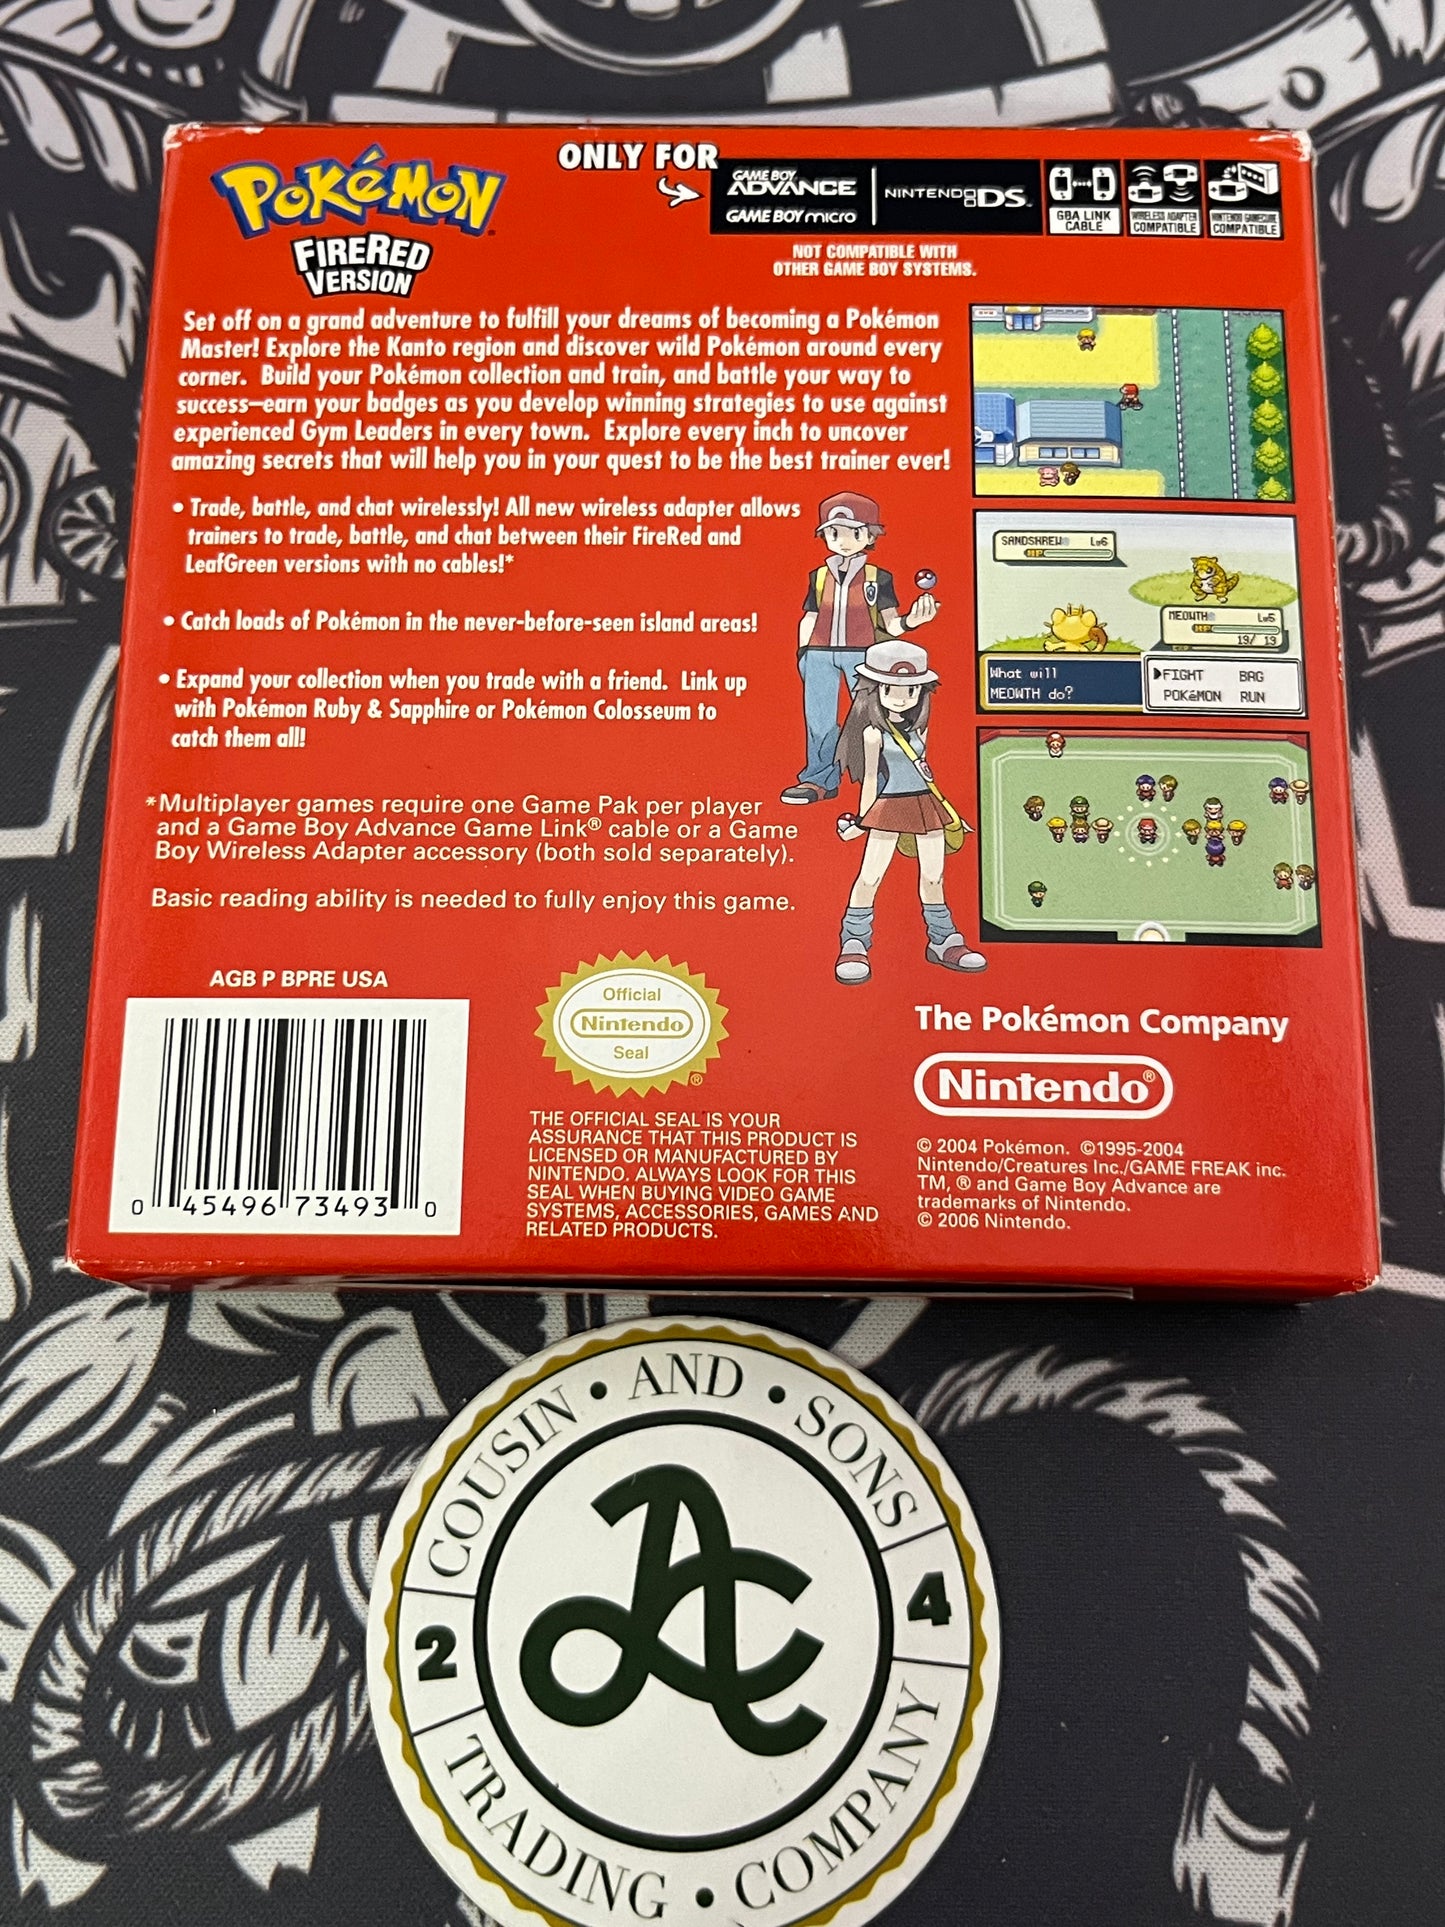 POKéMON
FIRERED
VERSION
ONLY FOR
GAME BOY
ADVANCE
GAME BOY micro
NINTENDO DS™
GBA LINK
CABLE
WIRELESS ADAPTER
COMPATIBLE
NINTENDO GAMECUBE
COMPATIBLE
NOT COMPATIBLE WITH
OTHER GAME BOY SYSTEMS.
Set off on a grand adventure to fulfill your dreams of becoming a Pokémon
Master! Explore the Kanto region and discover wild Pokémon around every
corner. Build your Pokémon collection and train, and battle your way to
success—earn your badges as you develop winning strategies to use against
experienced Gym Leaders in every town. Explore every inch to uncover
amazing secrets that will help you in your quest to be the best trainer ever!
• Trade, battle, and chat wirelessly! All new wireless adapter allows
trainers to trade, battle, and chat between their FireRed and
LeafGreen versions with no cables!*
• Catch loads of Pokémon in the never-before-seen island areas!
• Expand your collection when you trade with a friend. Link up
with Pokémon Ruby & Sapphire or Pokémon Colosseum to
catch them all!
*Multiplayer games require one Game Pak per player
and a Game Boy Advance Game Link® cable or a Game
Boy Wireless Adapter accessory (both sold separately).
Basic reading ability is needed to fully enjoy this game.
SANDSHREW Lv6
HP
MEOWTH Lv5
HP
19/ 19
What will
MEOWTH do?
▶FIGHT BAG
POKéMON RUN
AGB P BPRE USA
0 45496 73493 0
Official
Nintendo
Seal
®
THE OFFICIAL SEAL IS YOUR
ASSURANCE THAT THIS PRODUCT IS
LICENSED OR MANUFACTURED BY
NINTENDO. ALWAYS LOOK FOR THIS
SEAL WHEN BUYING VIDEO GAME
SYSTEMS, ACCESSORIES, GAMES AND
RELATED PRODUCTS.
The Pokémon Company
Nintendo®
© 2004 Pokémon. ©1995-2004
Nintendo/Creatures Inc./GAME FREAK inc.
TM, ® and Game Boy Advance are
trademarks of Nintendo.
© 2006 Nintendo.
COUSIN • AND • SONS
2 AC 4
TRADING • COMPANY